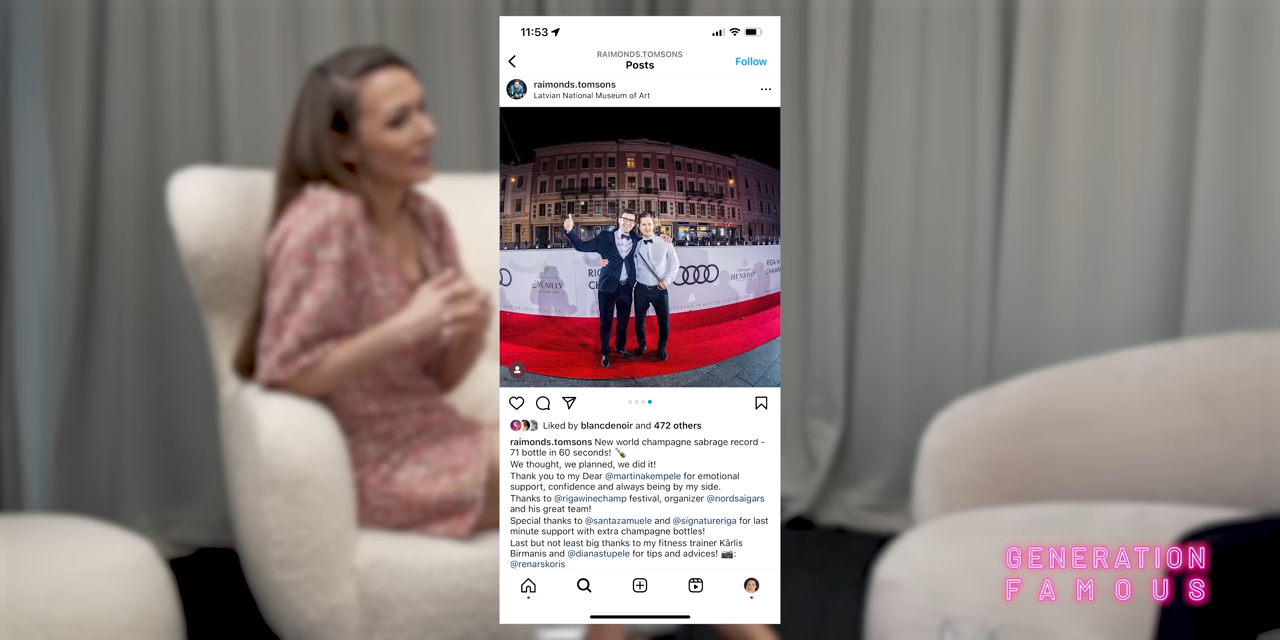 11:53
RAIMONDS.TOMSONS
Posts
Follow
raimonds.tomsons
Latvian National Museum of Art
MAILLY
HENRIOT
Liked by blancdenoir and 472 others
raimonds.tomsons New world champagne sabrage record -
71 bottle in 60 seconds!
We thought, we planned, we did it!
Thank you to my Dear @martinakempele for emotional
support, confidence and always being by my side.
Thanks to @rigawinechamp festival, organizer @nordsaigars
and his great team!
Special thanks to @santazamuele and @signatureriga for last
minute support with extra champagne bottles!
Last but not least big thanks to my fitness trainer Kārlis
Birmanis and @dianastupele for tips and advices! 📷:
@renarskoris
GENERATION
FAMOUS